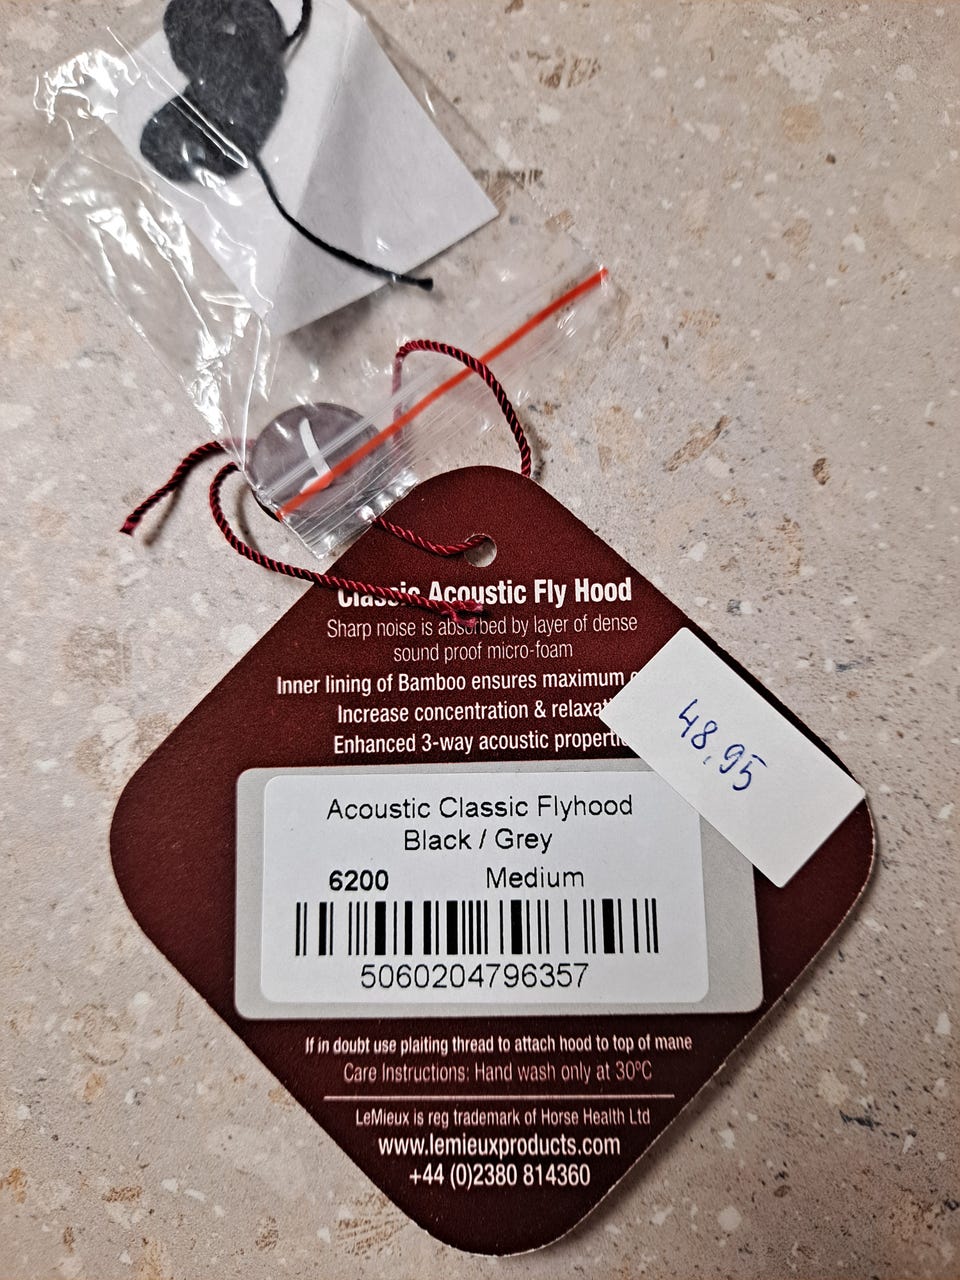 Classic Acoustic Fly Hood
Sharp noise is absorbed by layer of dense
sound proof micro-foam
Inner lining of Bamboo ensures maximum
Increase concentration &
Enhanced 3-way acoustic
48,95
Acoustic Classic Flyhood
Black / Grey
6200 Medium
5060204796357
If in doubt use plaiting thread to attach hood to top of mane
Care Instructions: Hand wash only at 30ºC
LeMieux is reg trademark of Horse Health Ltd
www.lemieuxproducts.com
+44 (0)2380 814360